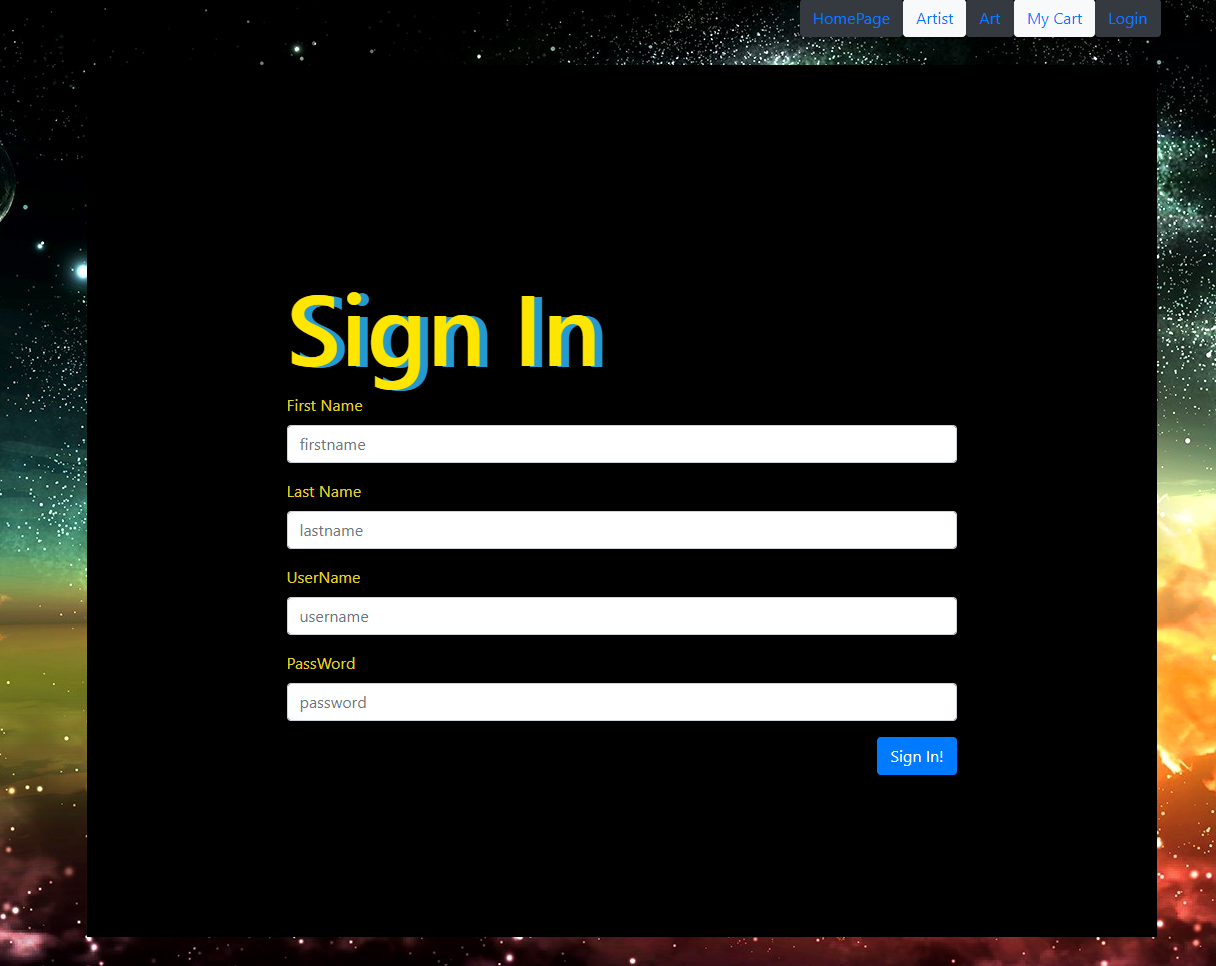 HomePage Artist Art My Cart Login
Sign In
First Name
firstname
Last Name
lastname
UserName
username
PassWord
password
Sign In!